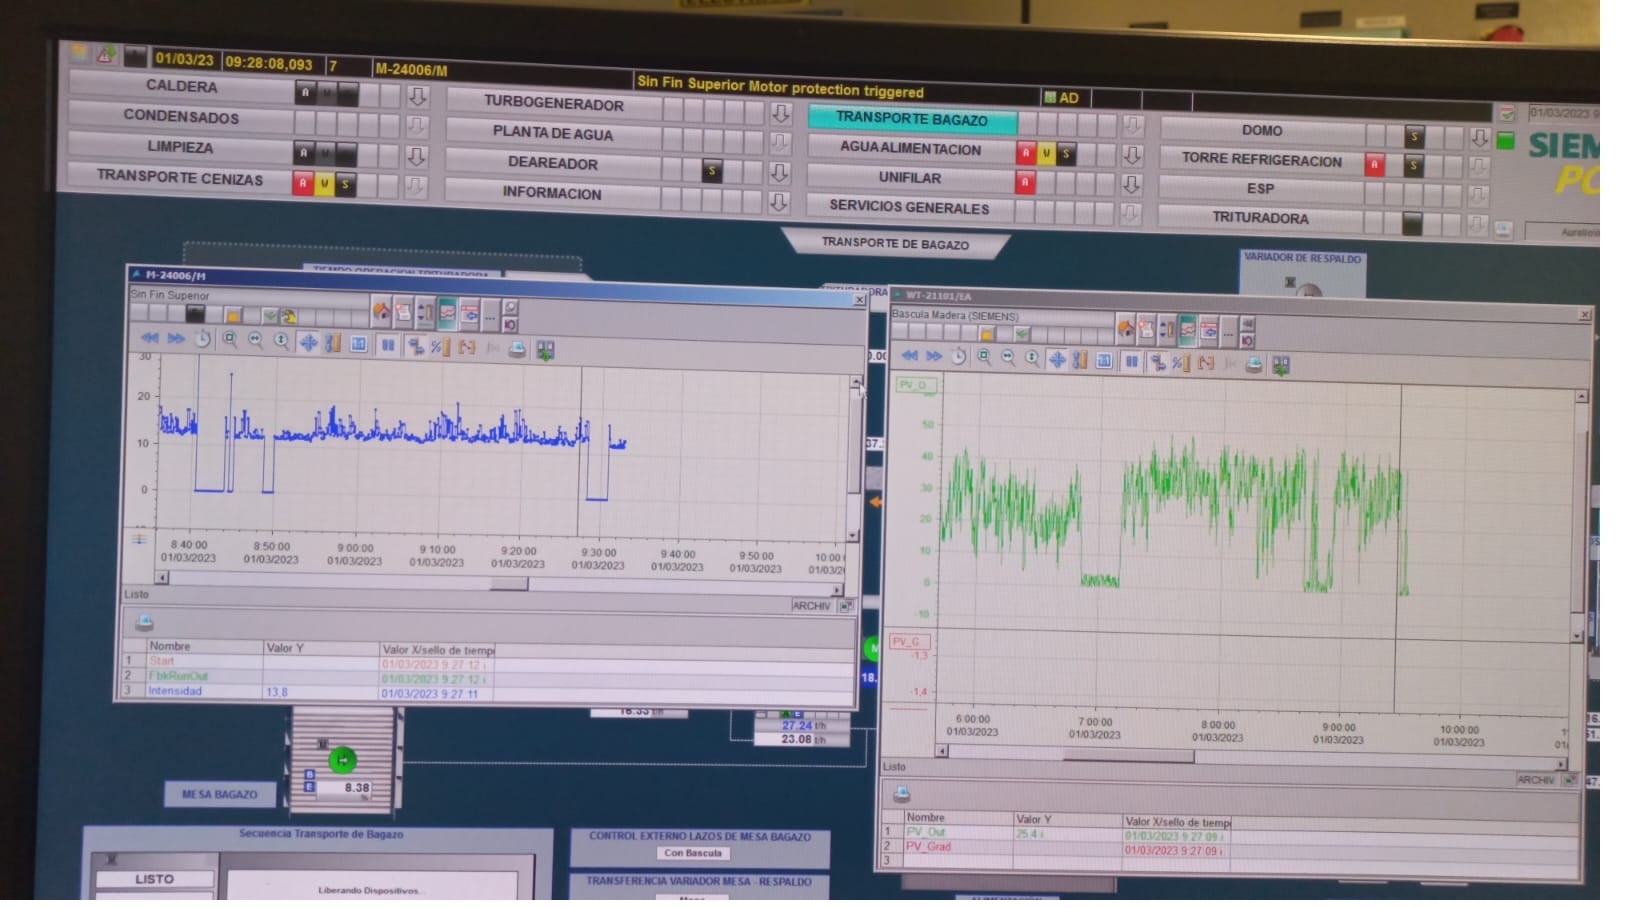 01/03/23 09:28:08,093 7 M-24006/M Sin Fin Superior Motor protection triggered AD
01/03/2023 9
CALDERA A W TURBOGENERADOR TRANSPORTE BAGAZO DOMO S
CONDENSADOS PLANTA DE AGUA AGUA ALIMENTACION A W S TORRE REFRIGERACION A S
LIMPIEZA A W DEAREADOR S UNIFILAR A ESP
TRANSPORTE CENIZAS A W S INFORMACION SERVICIOS GENERALES TRITURADORA
SIEM
PC
TRANSPORTE DE BAGAZO
VARIADOR DE RESPALDO
TIEMPO OPERACION TRITURADORA
M-24006/M
Sin Fin Superior
30
20
10
0
8:40:00 8:50:00 9:00:00 9:10:00 9:20:00 9:30:00 9:40:00 9:50:00 10:00
01/03/2023 01/03/2023 01/03/2023 01/03/2023 01/03/2023 01/03/2023 01/03/2023 01/03/2023 01/03/20
Listo
ARCHIV
Nombre Valor Y Valor X/sello de tiemp
1 Start 01/03/2023 9 27 12 i
2 FbkRunOut 01/03/2023 9 27 12 i
3 Intensidad 13,8 01/03/2023 9 27 11
WT-21101/EA
Bascula Madera (SIEMENS)
PV_O
50
40
30
20
10
0
-10
PV_G
-1,3
-1,4
6:00:00 7:00:00 8:00:00 9:00:00 10:00:00
01/03/2023 01/03/2023 01/03/2023 01/03/2023 01/03/2023
Listo
ARCHIV
Nombre Valor Y Valor X/sello de tiemp
1 PV_Out 25,4 i 01/03/2023 9 27 09 i
2 PV_Grad 01/03/2023 9 27 09 i
3
27.24 t/h
23.08 t/h
B
E 8.38
%
MESA BAGAZO
Secuencia Transporte de Bagazo
LISTO
Liberando Dispositivos...
CONTROL EXTERNO LAZOS DE MESA BAGAZO
Con Bascula
TRANSFERENCIA VARIADOR MESA - RESPALDO
Mesa